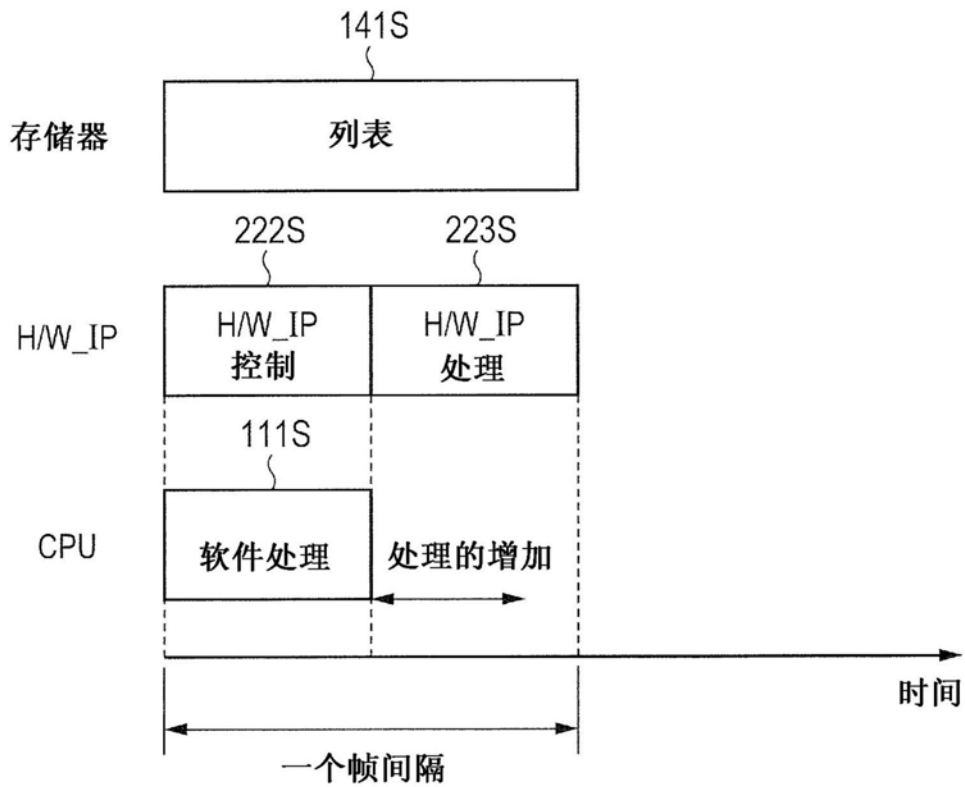 141S
存储器
列表
222S
223S
H/W_IP
H/W_IP
控制
H/W_IP
处理
111S
CPU
软件处理
处理的增加
时间
一个帧间隔